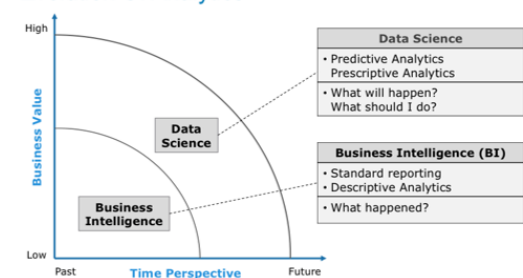 High
Business Value
Low
Past
Time Perspective
Future
Data
Science
Business
Intelligence
Data Science
• Predictive Analytics
Prescriptive Analytics
• What will happen?
What should I do?
Business Intelligence (BI)
• Standard reporting
• Descriptive Analytics
• What happened?